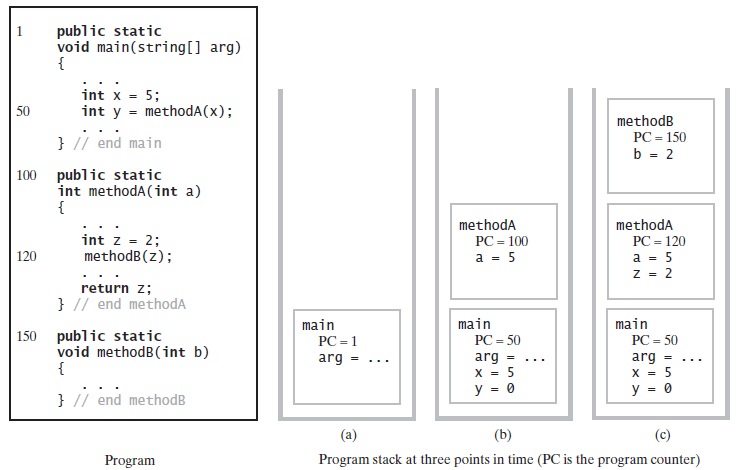 1 public static
void main(string[] arg)
{
. . .
int x = 5;
50 int y = methodA(x);
. . .
} // end main
100 public static
int methodA(int a)
{
. . .
int z = 2;
120 methodB(z);
. . .
return z;
} // end methodA
150 public static
void methodB(int b)
{
. . .
} // end methodB
Program
main
PC = 1
arg = ...
(a)
methodA
PC = 100
a = 5
main
PC = 50
arg = ...
x = 5
y = 0
(b)
methodB
PC = 150
b = 2
methodA
PC = 120
a = 5
z = 2
main
PC = 50
arg = ...
x = 5
y = 0
(c)
Program stack at three points in time (PC is the program counter)